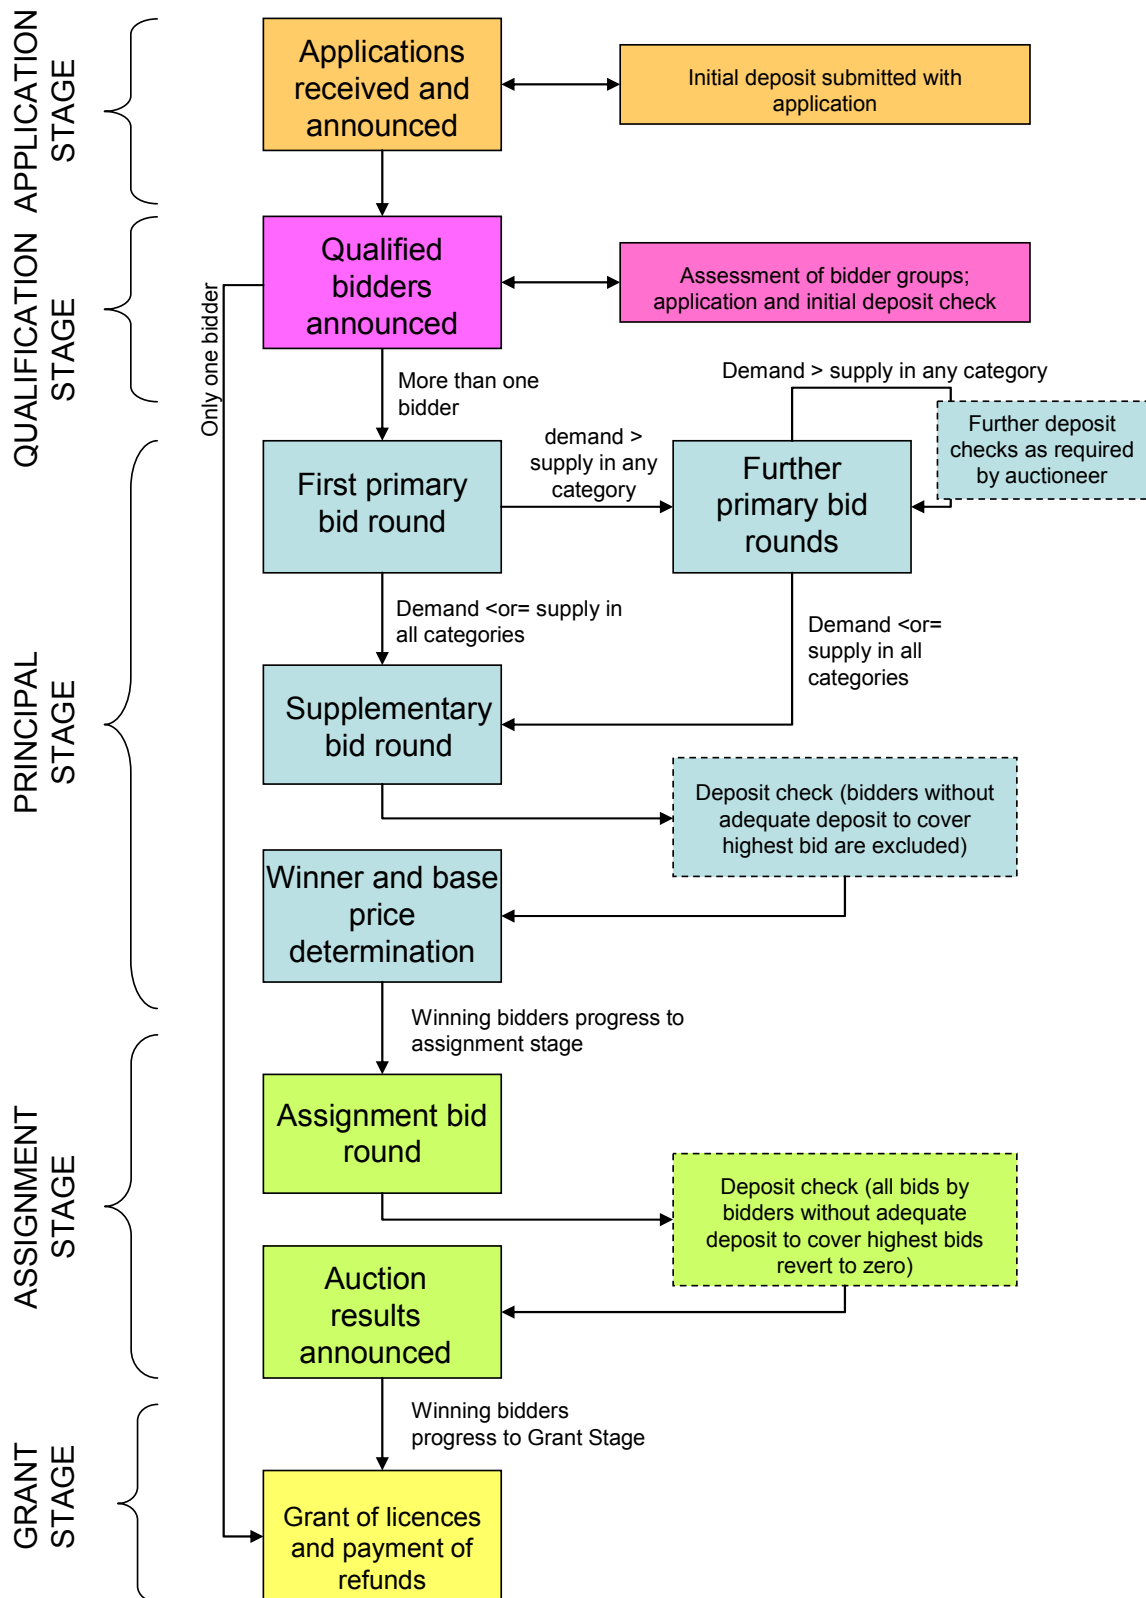 APPLICATION
STAGE
Applications
received and
announced
Initial deposit submitted with
application
QUALIFICATION
STAGE
Qualified
bidders
announced
Assessment of bidder groups;
application and initial deposit check
Only one bidder
More than one
bidder
Demand > supply in any category
Further deposit
checks as required
by auctioneer
demand >
supply in any
category
PRINCIPAL
STAGE
First primary
bid round
Further
primary bid
rounds
Demand <or= supply in
all categories
Demand <or=
supply in all
categories
Supplementary
bid round
Deposit check (bidders without
adequate deposit to cover
highest bid are excluded)
Winner and base
price
determination
Winning bidders progress to
assignment stage
ASSIGNMENT
STAGE
Assignment bid
round
Deposit check (all bids by
bidders without adequate
deposit to cover highest bids
revert to zero)
Auction
results
announced
Winning bidders
progress to Grant Stage
GRANT
STAGE
Grant of licences
and payment of
refunds